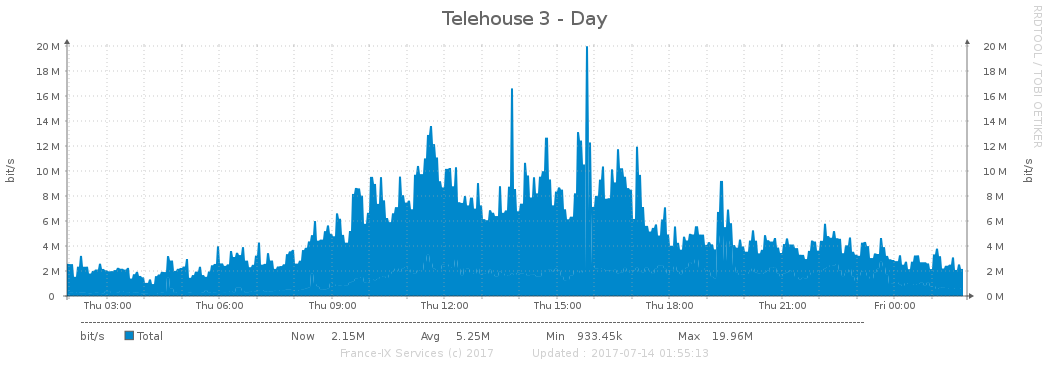 Telehouse 3 - Day
RRDTOOL / TOBI OETIKER
bit/s
20 M 20 M
18 M 18 M
16 M 16 M
14 M 14 M
12 M 12 M
10 M 10 M
8 M 8 M
6 M 6 M
4 M 4 M
2 M 2 M
0 0 M
bit/s
Thu 03:00 Thu 06:00 Thu 09:00 Thu 12:00 Thu 15:00 Thu 18:00 Thu 21:00 Fri 00:00
bit/s Total Now 2.15M Avg 5.25M Min 933.45k Max 19.96M
France-IX Services (c) 2017 Updated : 2017-07-14 01:55:13